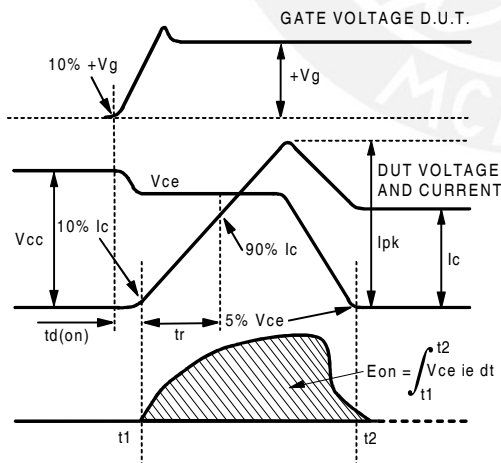 GATE VOLTAGE D.U.T.
10% +Vg
+Vg
MC
Vce
DUT VOLTAGE
AND CURRENT
10% Ic
Vcc
90% Ic
Ipk
Ic
td(on)
tr
5% Vce
Eon = ∫ Vce ie dt
t2
t1
t1
t2